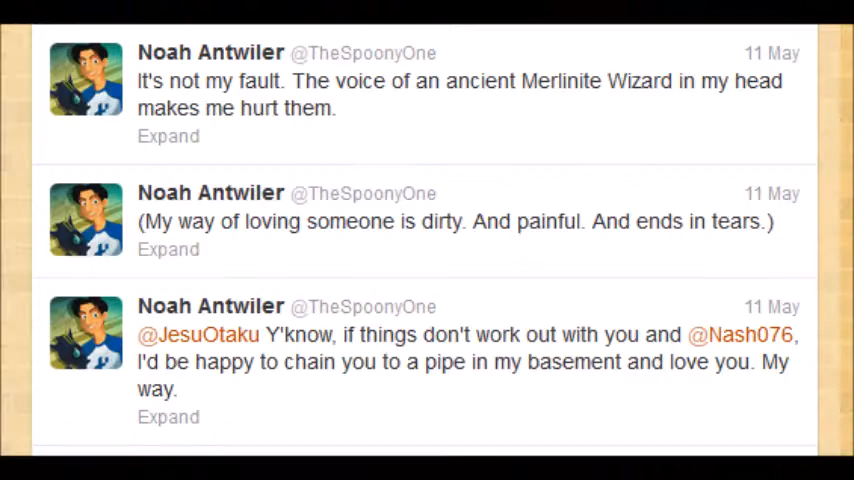 Noah Antwiler @TheSpoonyOne 11 May
It's not my fault. The voice of an ancient Merlinite Wizard in my head
makes me hurt them.
Expand
Noah Antwiler @TheSpoonyOne 11 May
(My way of loving someone is dirty. And painful. And ends in tears.)
Expand
Noah Antwiler @TheSpoonyOne 11 May
@JesuOtaku Y'know, if things don't work out with you and @Nash076,
I'd be happy to chain you to a pipe in my basement and love you. My
way.
Expand